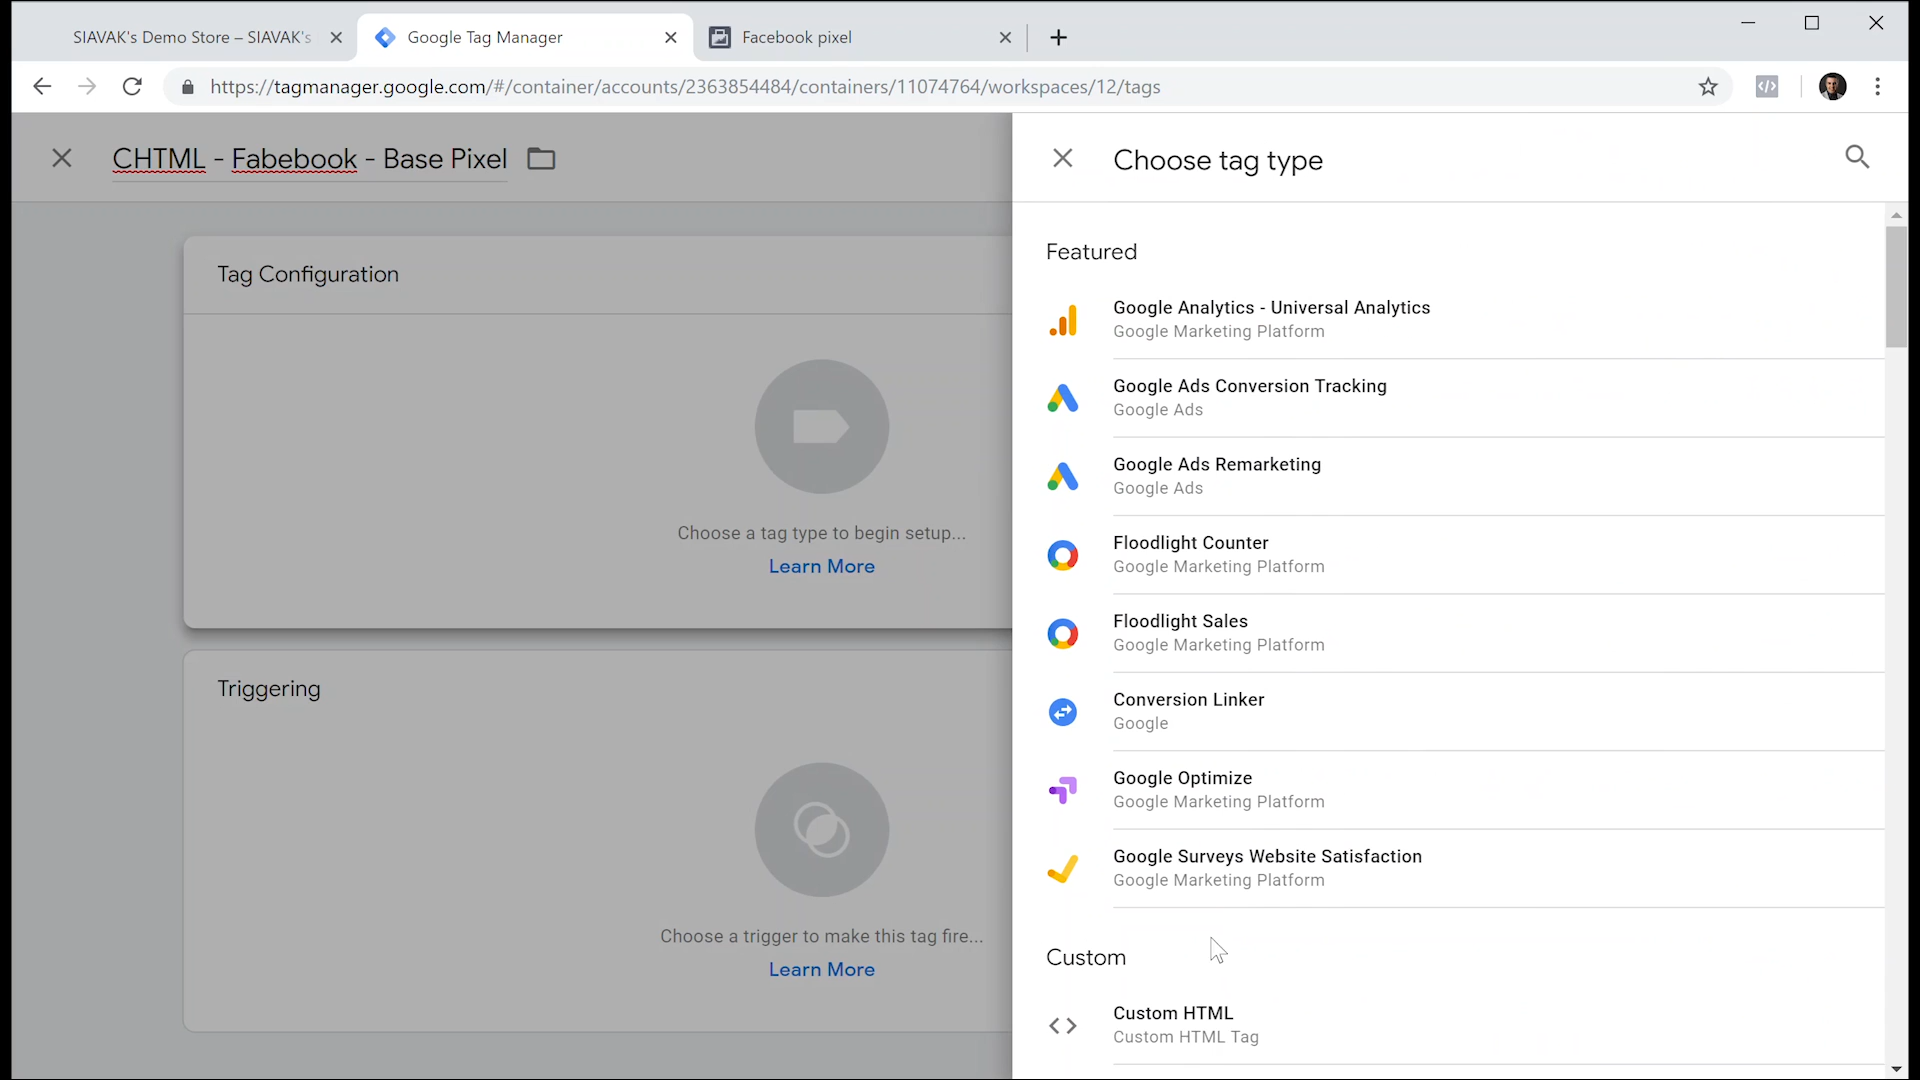 SIAVAK's Demo Store – SIAVAK's
Google Tag Manager
Facebook pixel
https://tagmanager.google.com/#/container/accounts/2363854484/containers/11074764/workspaces/12/tags
CHTML - Fabebook - Base Pixel
Tag Configuration
Choose a tag type to begin setup...
Learn More
Triggering
Choose a trigger to make this tag fire...
Learn More
Choose tag type
Featured
Google Analytics - Universal Analytics
Google Marketing Platform
Google Ads Conversion Tracking
Google Ads
Google Ads Remarketing
Google Ads
Floodlight Counter
Google Marketing Platform
Floodlight Sales
Google Marketing Platform
Conversion Linker
Google
Google Optimize
Google Marketing Platform
Google Surveys Website Satisfaction
Google Marketing Platform
Custom
Custom HTML
Custom HTML Tag